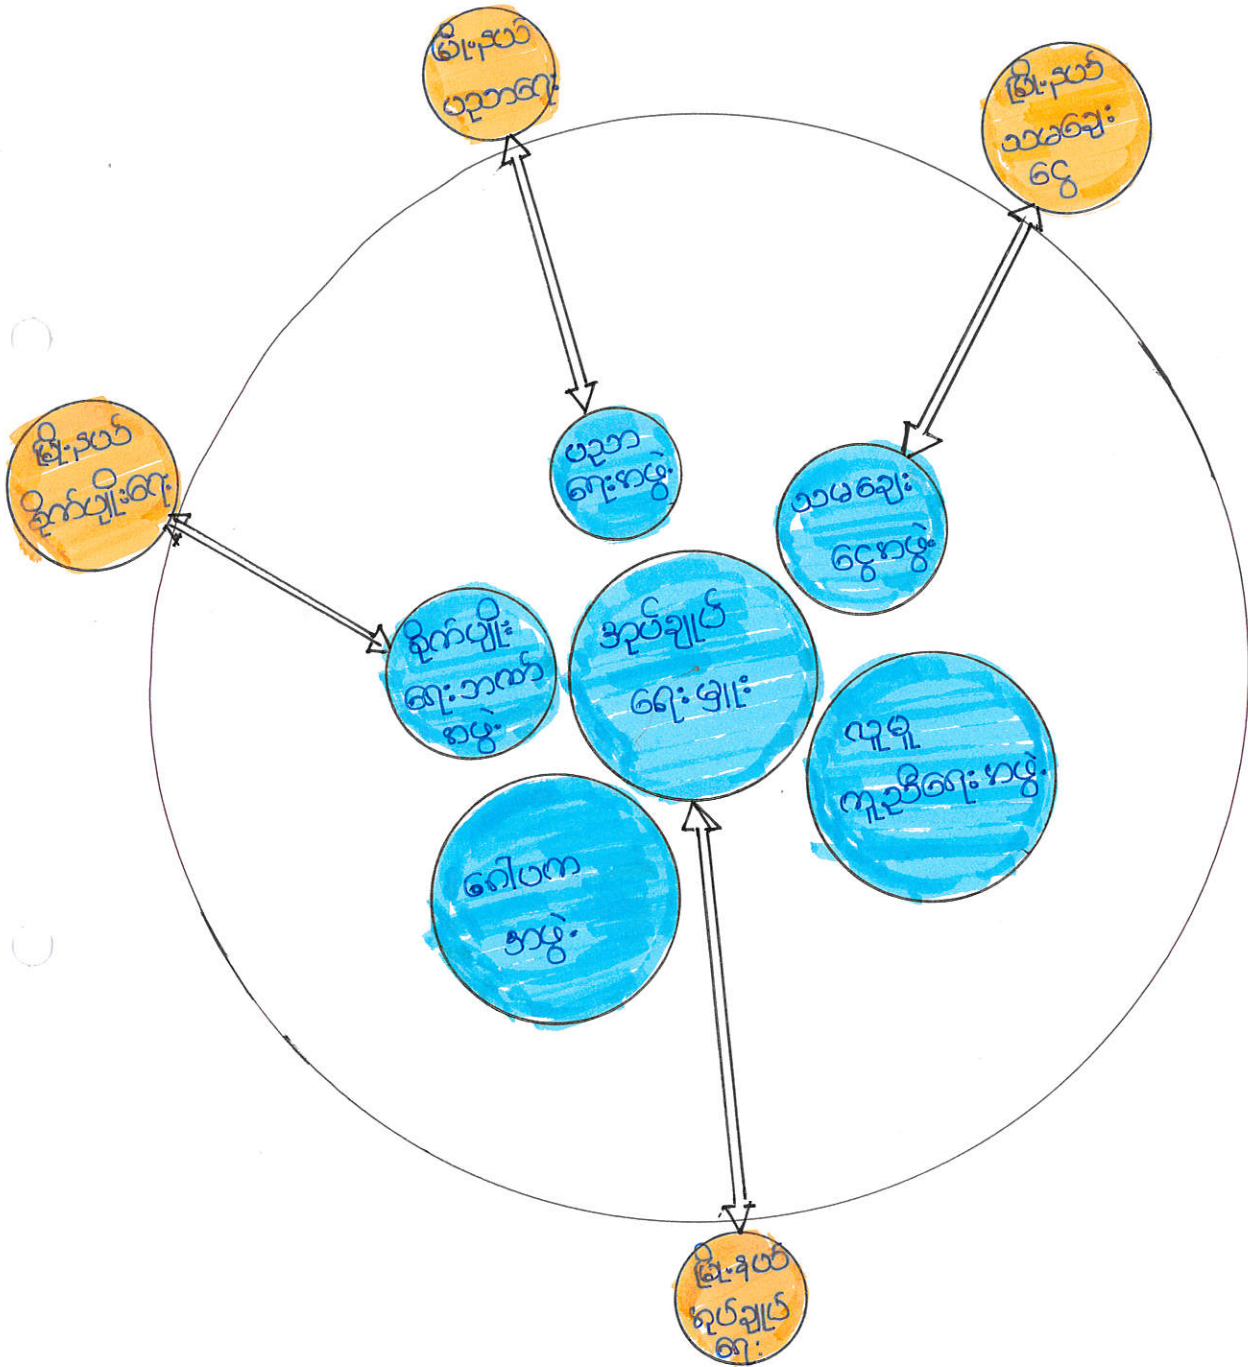 မြို့နယ်
ပညာရေး
မြို့နယ်
သမချေး
ငွေ
မြို့နယ်
စိုက်ပျိုးရေး
ပညာ
ရေးအဖွဲ့
သမချေး
ငွေအဖွဲ့
စိုက်ပျိုး
ရေးဘဏ်
အဖွဲ့
အုပ်ချုပ်
ရေးမှူး
လူမှု
ကူညီရေးအဖွဲ့
ဂေါပက
အဖွဲ့
မြို့နယ်
အုပ်ချုပ်
ရေး